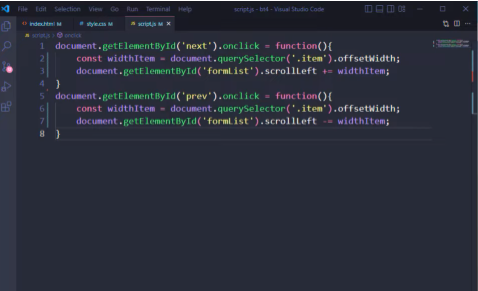 File Edit Selection View Go Run Terminal Help script.js - bt4 - Visual Studio Code
index.html M style.css M script.js M ×
script.js > onclick
1 document.getElementById('next').onclick = function(){
2 const widthItem = document.querySelector('.item').offsetWidth;
3 document.getElementById('formList').scrollLeft += widthItem;
4 }
5 document.getElementById('prev').onclick = function(){
6 const widthItem = document.querySelector('.item').offsetWidth;
7 document.getElementById('formList').scrollLeft -= widthItem;
8 }